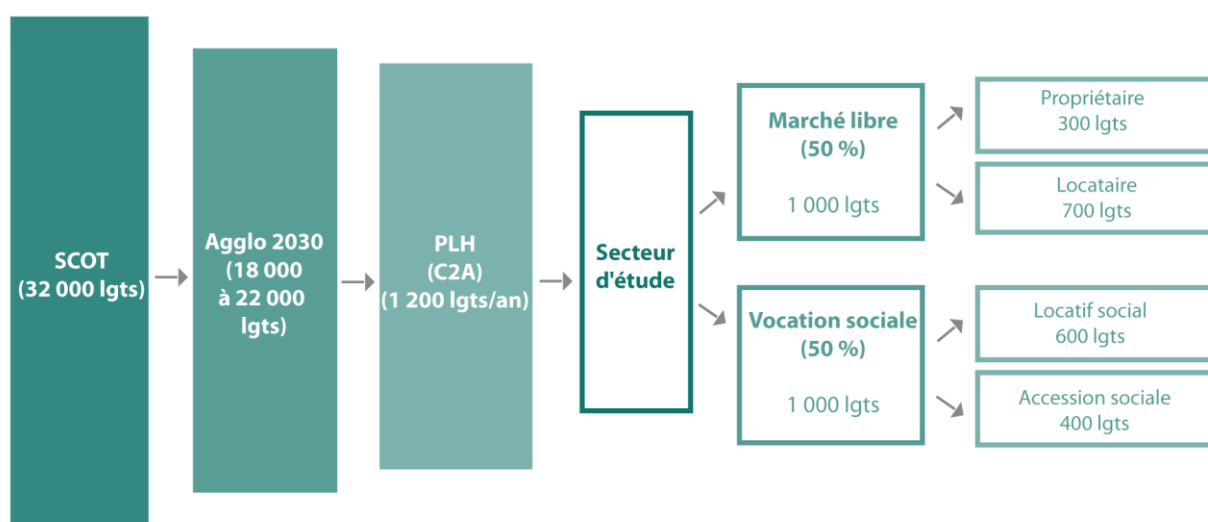 SCOT
(32 000 lgts)
Agglo 2030
(18 000
à 22 000
lgts)
PLH
(C2A)
(1 200 lgts/an)
Secteur
d'étude
Marché libre
(50 %)
1 000 lgts
Propriétaire
300 lgts
Locataire
700 lgts
Vocation sociale
(50 %)
1 000 lgts
Locatif social
600 lgts
Accession sociale
400 lgts